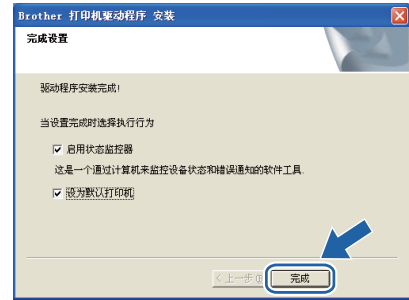 Brother 打印机驱动程序 安装
完成设置
驱动程序安装完成!
当设置完成时选择执行行为
启用状态监控器
这是一个通过计算机来监控设备状态和错误通知的软件工具.
设为默认打印机
<上一步(B) 完成